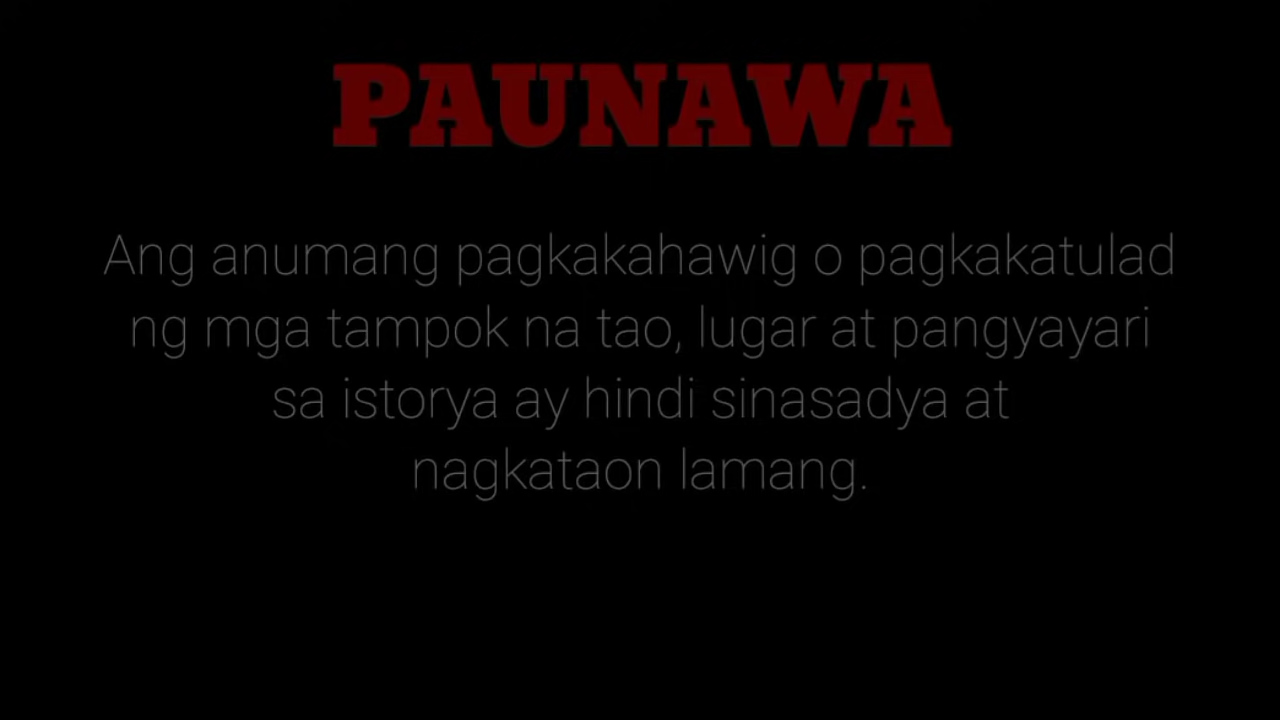 PAUNAWA
Ang anumang pagkakahawig o pagkakatulad
ng mga tampok na tao, lugar at pangyayari
sa istorya ay hindi sinasadya at
nagkataon lamang.